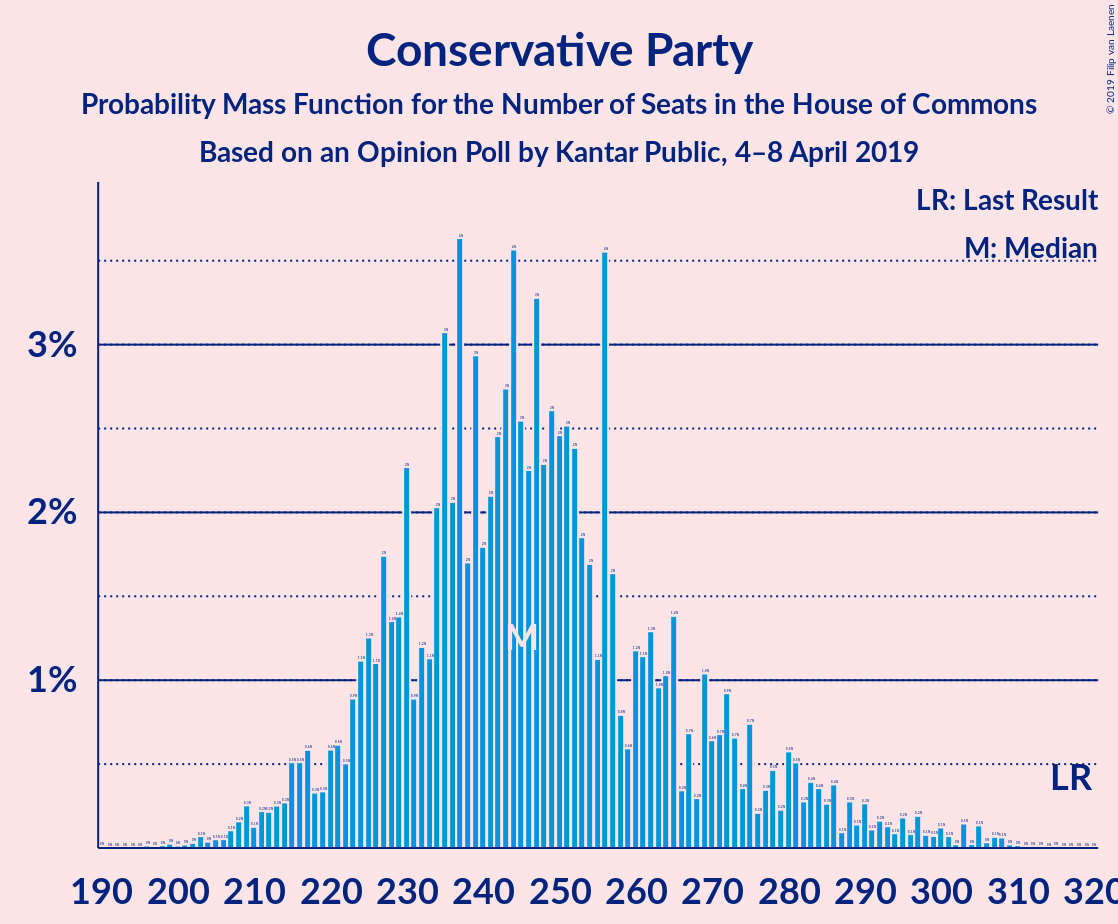 Conservative Party
Probability Mass Function for the Number of Seats in the House of Commons
Based on an Opinion Poll by Kantar Public, 4–8 April 2019
© 2019 Filip van Laenen
LR: Last Result
M: Median
3%
2%
1%
M
LR
190 200 210 220 230 240 250 260 270 280 290 300 310 320